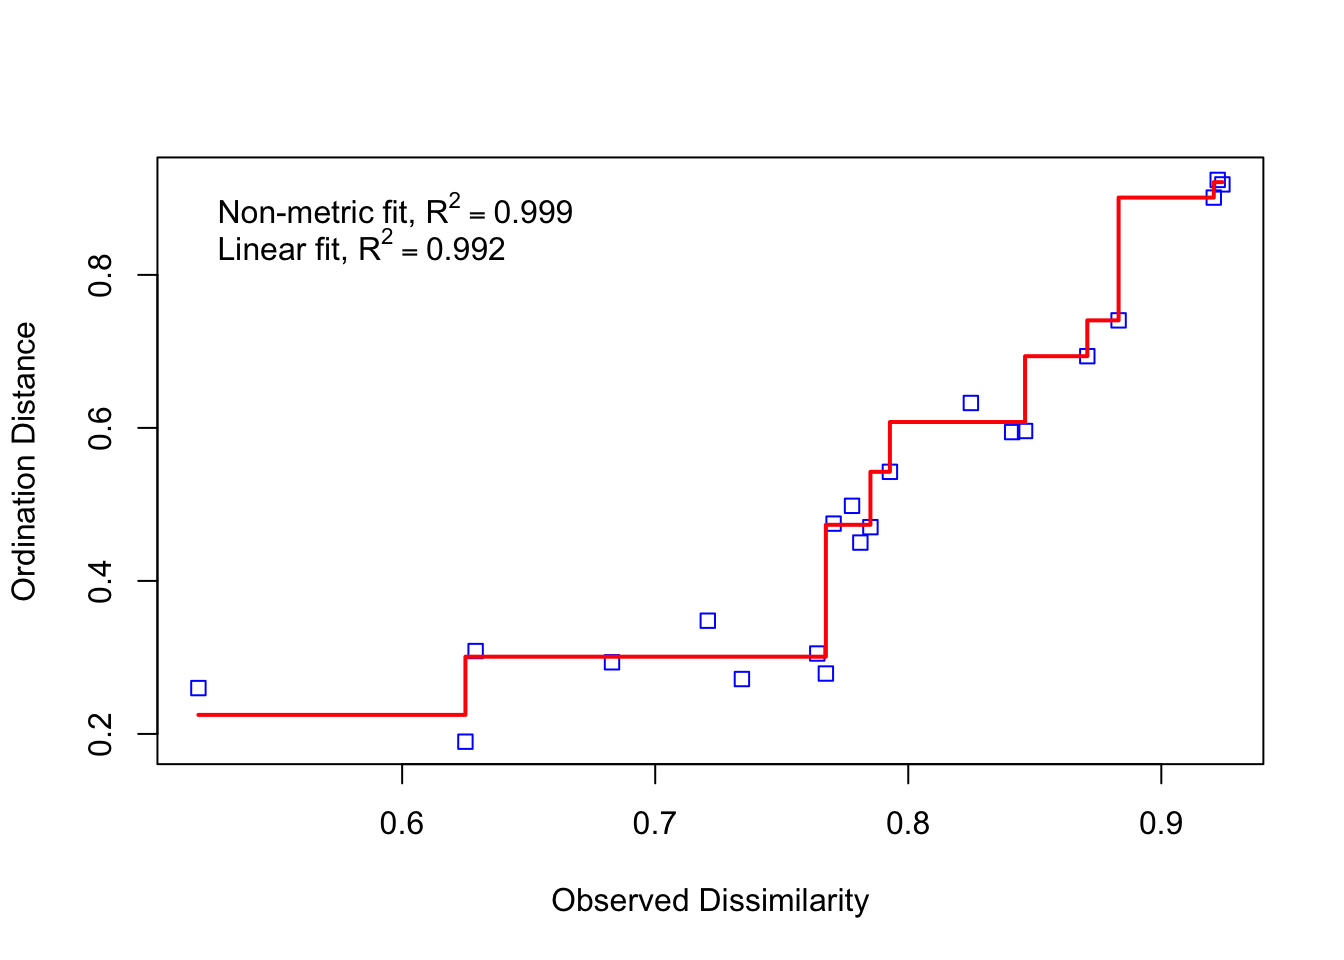 Non-metric fit, R² = 0.999
Linear fit, R² = 0.992
Ordination Distance
0.8
0.6
0.4
0.2
0.6 0.7 0.8 0.9
Observed Dissimilarity